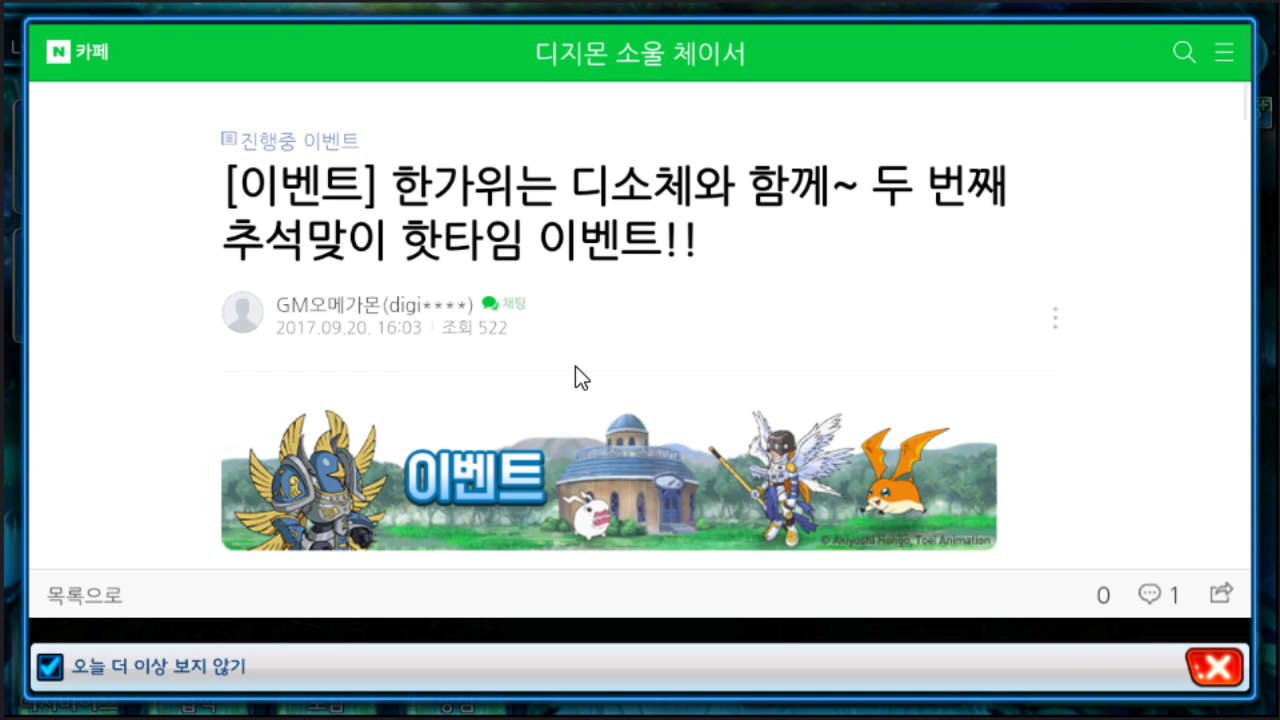 N 카페
디지몬 소울 체이서
진행중 이벤트
[이벤트] 한가위는 디소체와 함께~ 두 번째
추석맞이 핫타임 이벤트!!
GM오메가몬(digi****) 채팅
2017.09.20. 16:03 조회 522
이벤트
© Akiyoshi Hongo, Toei Animation
목록으로
0 1
오늘 더 이상 보지 않기